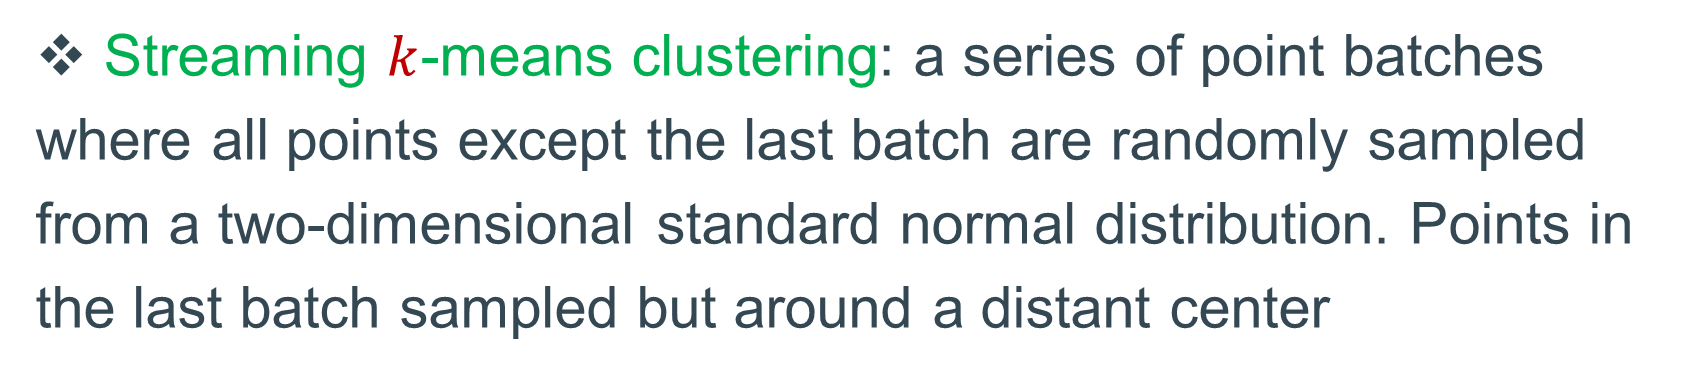 ❖ Streaming k-means clustering: a series of point batches
where all points except the last batch are randomly sampled
from a two-dimensional standard normal distribution. Points in
the last batch sampled but around a distant center